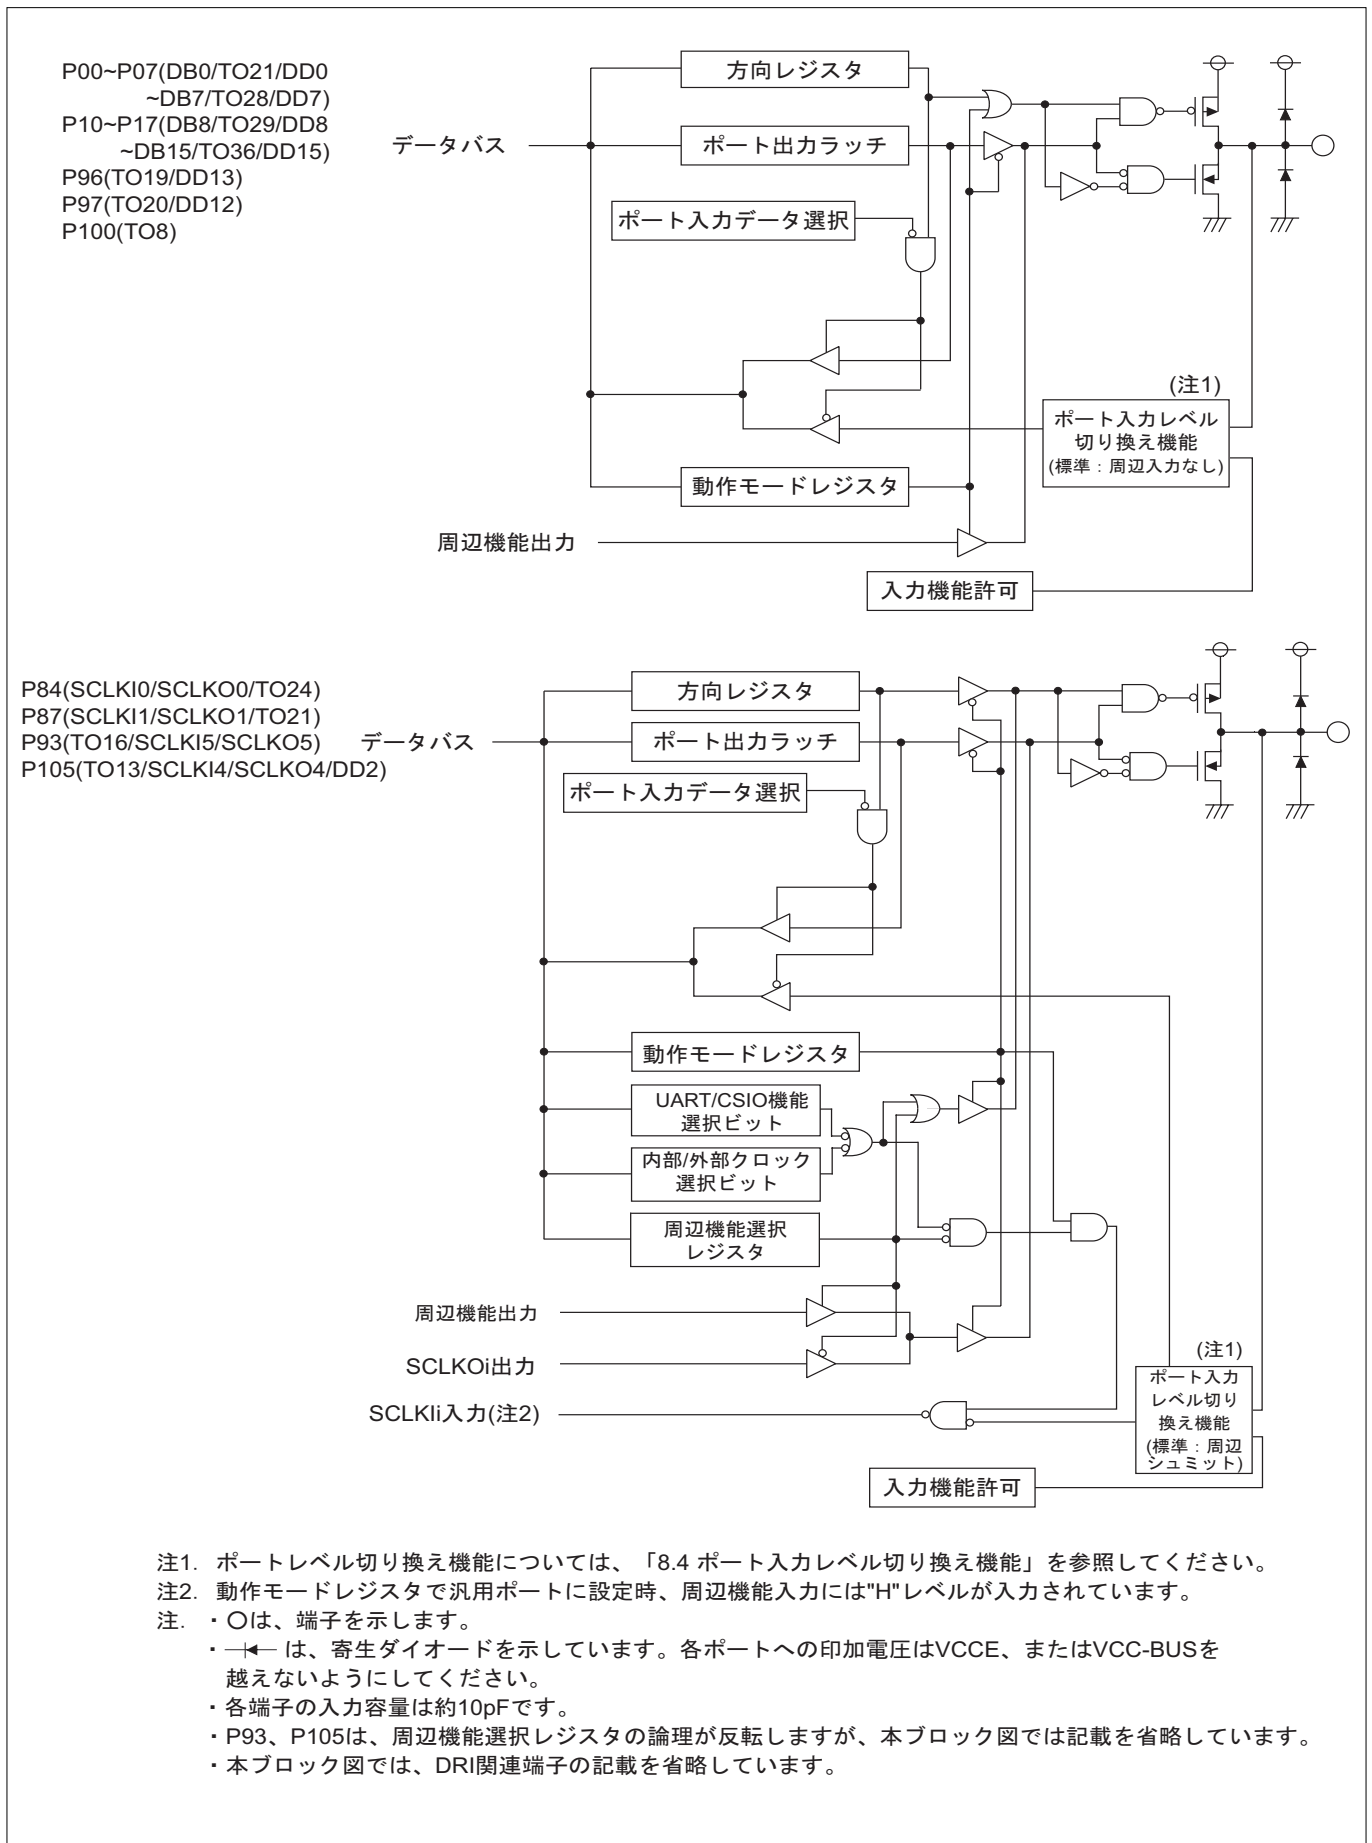 P00~P07(DB0/TO21/DD0
~DB7/TO28/DD7)
P10~P17(DB8/TO29/DD8
~DB15/TO36/DD15)
P96(TO19/DD13)
P97(TO20/DD12)
P100(TO8)
データバス
方向レジスタ
ポート出力ラッチ
ポート入力データ選択
(注1)
ポート入力レベル
切り換え機能
(標準：周辺入力なし)
動作モードレジスタ
周辺機能出力
入力機能許可
P84(SCLKI0/SCLKO0/TO24)
P87(SCLKI1/SCLKO1/TO21)
P93(TO16/SCLKI5/SCLKO5)
P105(TO13/SCLKI4/SCLKO4/DD2)
データバス
方向レジスタ
ポート出力ラッチ
ポート入力データ選択
動作モードレジスタ
UART/CSIO機能
選択ビット
内部/外部クロック
選択ビット
周辺機能選択
レジスタ
周辺機能出力
SCLKOi出力
SCLKIi入力(注2)
(注1)
ポート入力
レベル切り
換え機能
(標準：周辺
シュミット)
入力機能許可
注1. ポートレベル切り換え機能については、「8.4 ポート入力レベル切り換え機能」を参照してください。
注2. 動作モードレジスタで汎用ポートに設定時、周辺機能入力には"H"レベルが入力されています。
注. ・〇は、端子を示します。
・ は、寄生ダイオードを示しています。各ポートへの印加電圧はVCCE、またはVCC-BUSを
越えないようにしてください。
・各端子の入力容量は約10pFです。
・P93、P105は、周辺機能選択レジスタの論理が反転しますが、本ブロック図では記載を省略しています。
・本ブロック図では、DRI関連端子の記載を省略しています。